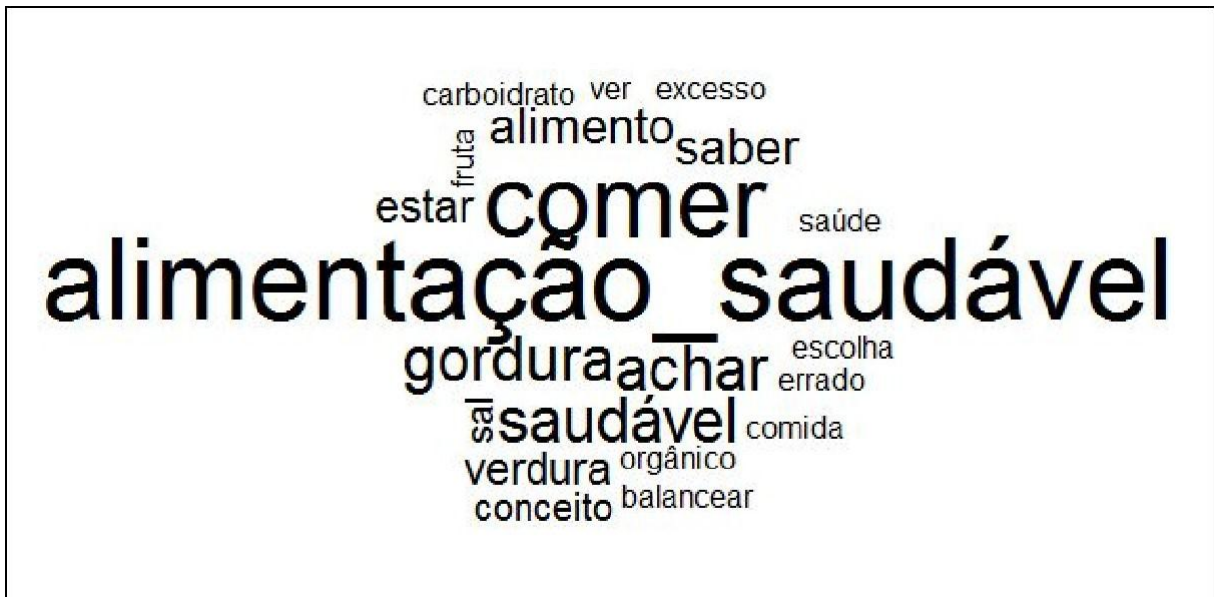 carboidrato ver excesso
alimento
saber
fruta
estar comer saúde
alimentação_saudável
gordura achar escolha
errado
sal saudável comida
verdura orgânico
conceito balancear